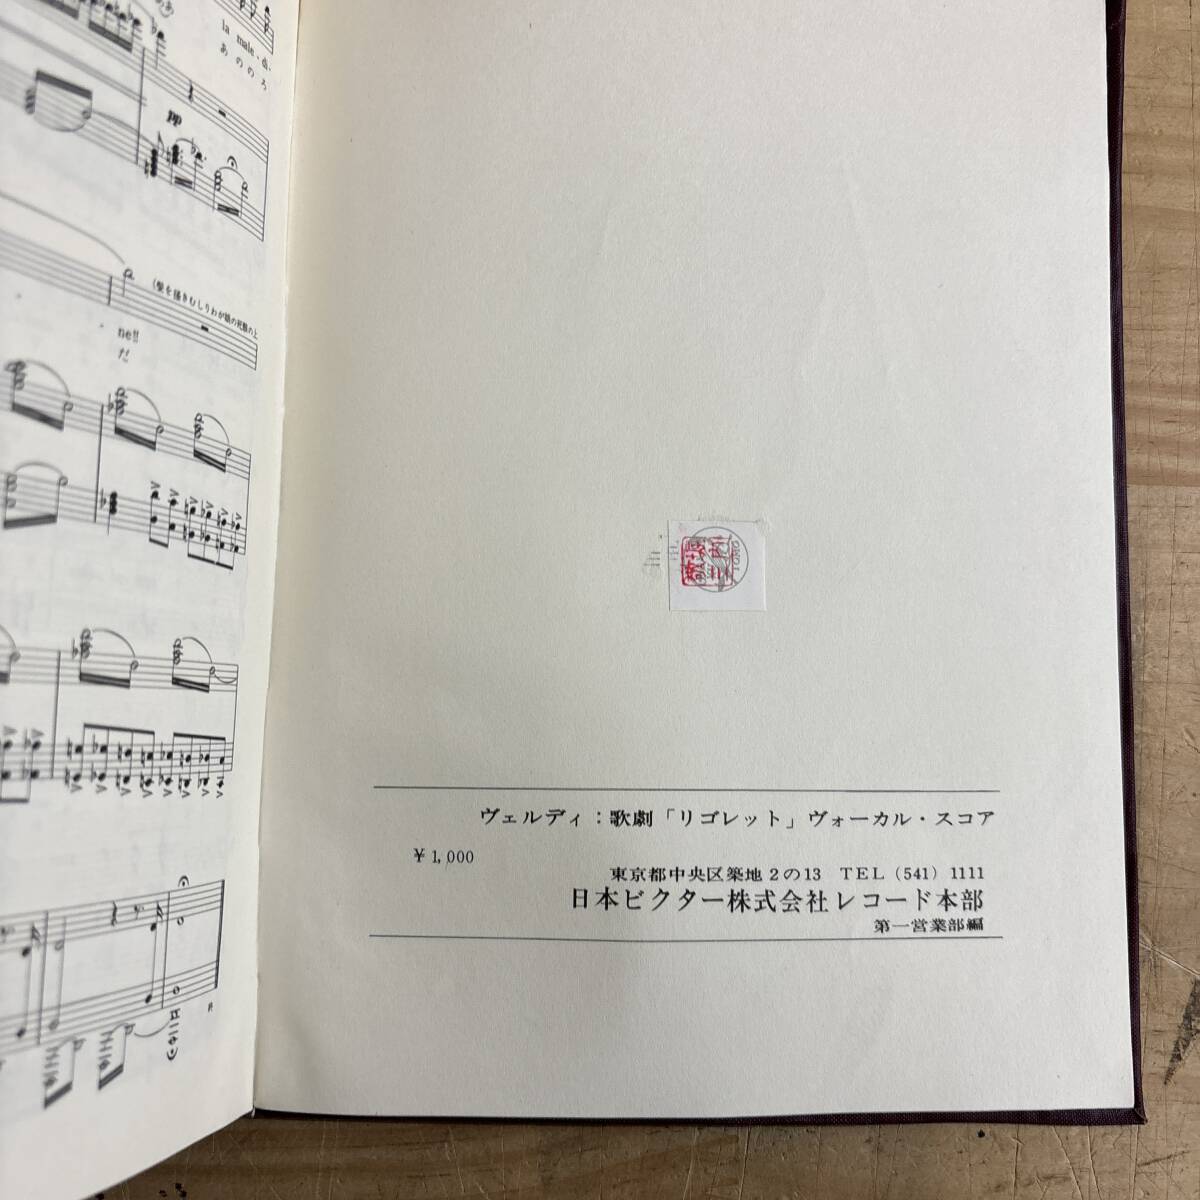 la male - di-
あ の の ろ
pp
(髪を掻きむしりわが娘の死骸の上
ne!!
だ
ヴェルディ：歌劇「リゴレット」ヴォーカル・スコア
¥1,000
東京都中央区築地2の13 TEL (541) 1111
日本ビクター株式会社レコード本部
第一営業部編